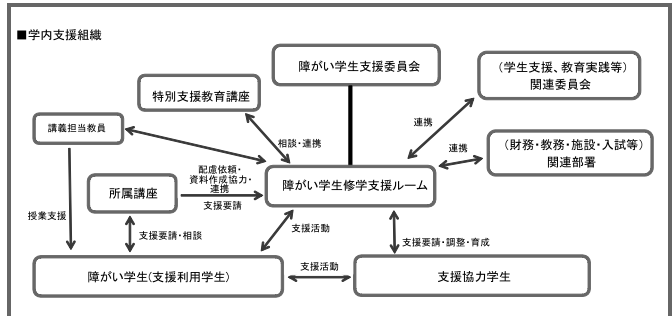 ■学内支援組織
障がい学生支援委員会
(学生支援、教育実践等)
関連委員会
特別支援教育講座
連携
講義担当教員
相談・連携
連携
(財務・教務・施設・入試等)
関連部署
配慮依頼・
資料作成協力・
連携
障がい学生修学支援ルーム
所属講座
支援要請
授業支援
支援要請・相談
支援活動
支援要請・調整・育成
障がい学生(支援利用学生)
支援活動
支援協力学生